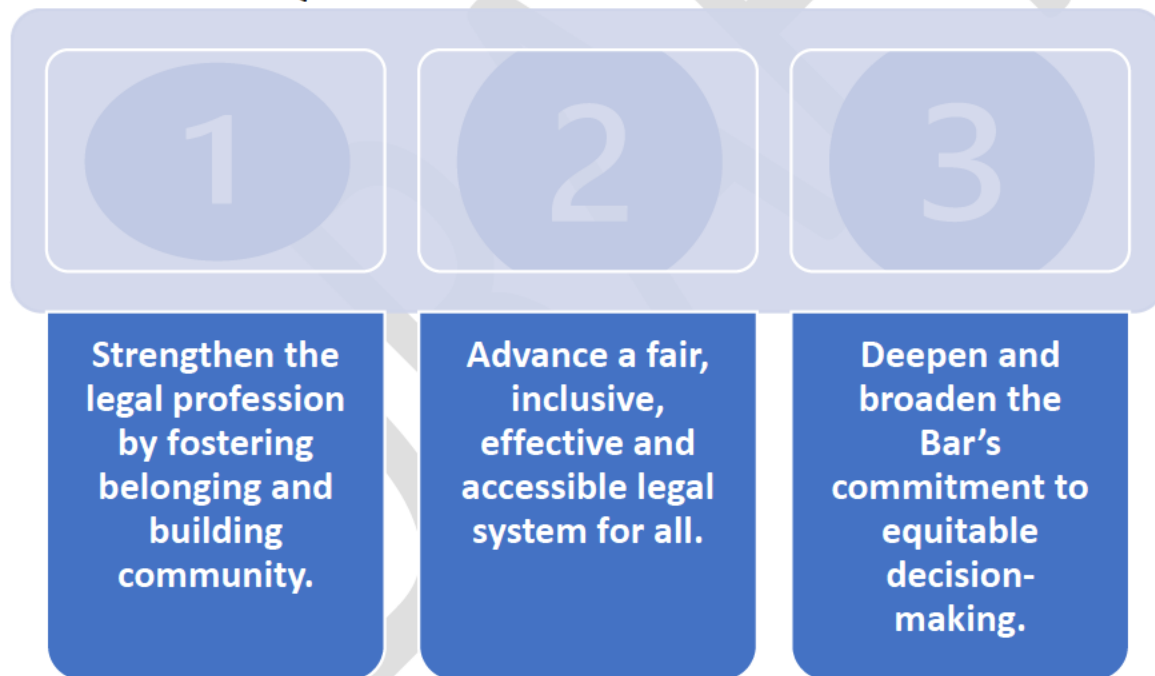 1
2
3
Strengthen the
legal profession
by fostering
belonging and
building
community.
Advance a fair,
inclusive,
effective and
accessible legal
system for all.
Deepen and
broaden the
Bar’s
commitment to
equitable
decision-
making.